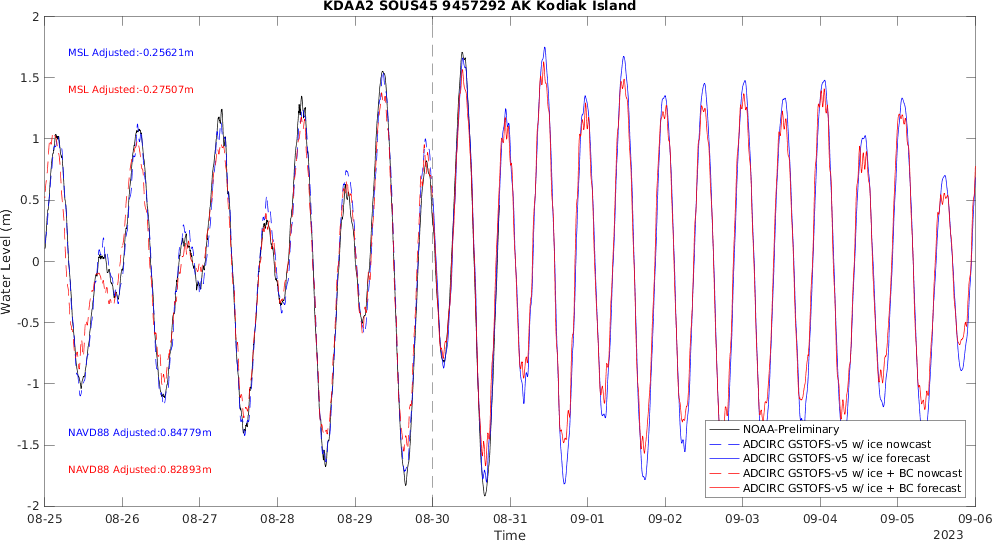 KDAA2 SOUS45 9457292 AK Kodiak Island
MSL Adjusted:-0.25621m
MSL Adjusted:-0.27507m
NAVD88 Adjusted:0.84779m
NAVD88 Adjusted:0.82893m
Water Level (m)
2
1.5
1
0.5
0
-0.5
-1
-1.5
-2
NOAA-Preliminary
ADCIRC GSTOFS-v5 w/ ice nowcast
ADCIRC GSTOFS-v5 w/ ice forecast
ADCIRC GSTOFS-v5 w/ ice + BC nowcast
ADCIRC GSTOFS-v5 w/ ice + BC forecast
08-25 08-26 08-27 08-28 08-29 08-30 08-31 09-01 09-02 09-03 09-04 09-05 09-06
Time
2023